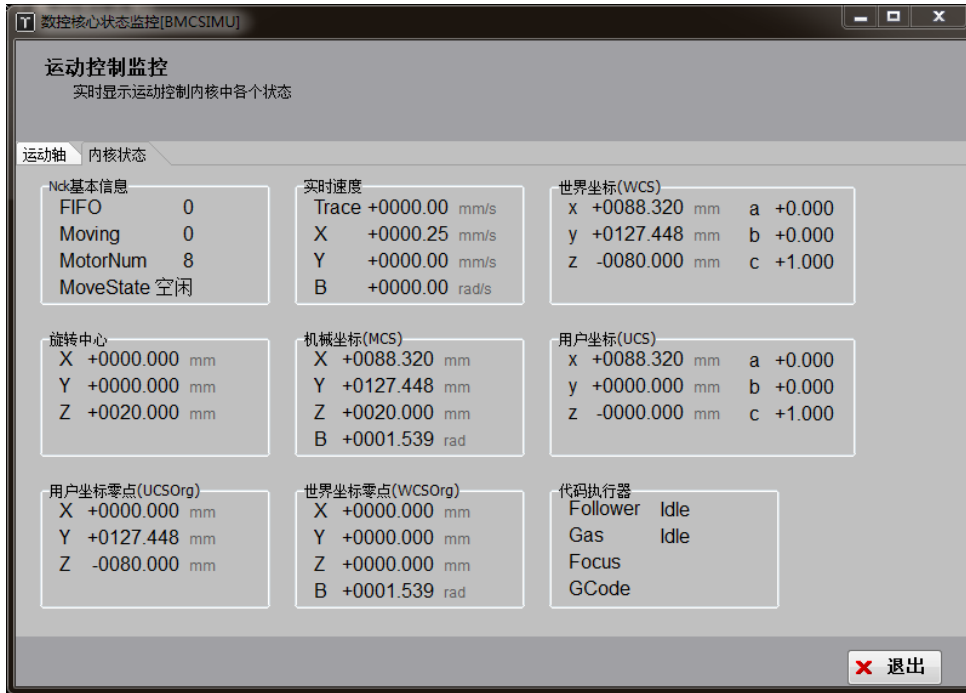 数控核心状态监控[BMCSIMU]
运动控制监控
实时显示运动控制内核中各个状态
运动轴 内核状态
Nck基本信息
FIFO 0
Moving 0
MotorNum 8
MoveState 空闲
实时速度
Trace +0000.00 mm/s
X +0000.25 mm/s
Y +0000.00 mm/s
B +0000.00 rad/s
世界坐标(WCS)
x +0088.320 mm a +0.000
y +0127.448 mm b +0.000
z -0080.000 mm c +1.000
旋转中心
X +0000.000 mm
Y +0000.000 mm
Z +0020.000 mm
机械坐标(MCS)
X +0088.320 mm
Y +0127.448 mm
Z +0020.000 mm
B +0001.539 rad
用户坐标(UCS)
x +0088.320 mm a +0.000
y +0000.000 mm b +0.000
z -0000.000 mm c +1.000
用户坐标零点(UCSOrg)
X +0000.000 mm
Y +0127.448 mm
Z -0080.000 mm
世界坐标零点(WCSOrg)
X +0000.000 mm
Y +0000.000 mm
Z +0000.000 mm
B +0001.539 rad
代码执行器
Follower Idle
Gas Idle
Focus
GCode
退出